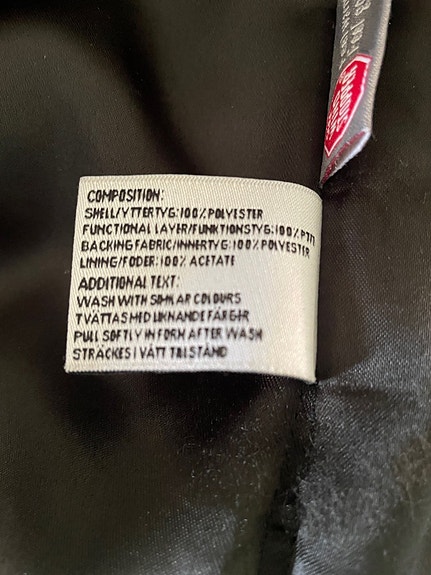 COMPOSITION:
SHELL/YTTERTYG:100% POLYESTER
FUNCTIONAL LAYER/FUNKTIONSTYG:100% PTFE
BACKING FABRIC/INNERTYG:100% POLYESTER
LINING/FODER:100% ACETATE
ADDITIONAL TEXT:
WASH WITH SIMILAR COLOURS
TVÄTTAS MED LIKNANDE FÄRGER
PULL SOFTLY IN FORM AFTER WASH
STRÄCKES I VÅTT TILLSTÅND